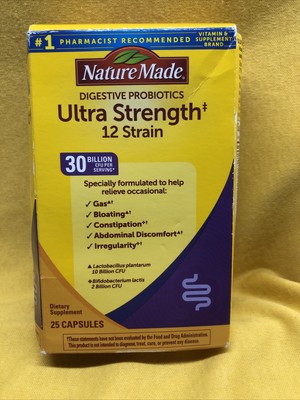 #1 PHARMACIST RECOMMENDED VITAMIN & SUPPLEMENT BRAND
Nature Made®
DIGESTIVE PROBIOTICS
Ultra Strength‡
12 Strain
30 BILLION CFU PER SERVING*
Specially formulated to help
relieve occasional:
✓ Gas▲†
✓ Bloating▲†
✓ Constipation▲†
✓ Abdominal Discomfort▲†
✓ Irregularity♦†
▲ Lactobacillus plantarum
10 Billion CFU
♦ Bifidobacterium lactis
2 Billion CFU
Dietary
Supplement
25 CAPSULES
†These statements have not been evaluated by the Food and Drug Administration.
This product is not intended to diagnose, treat, cure, or prevent any disease.